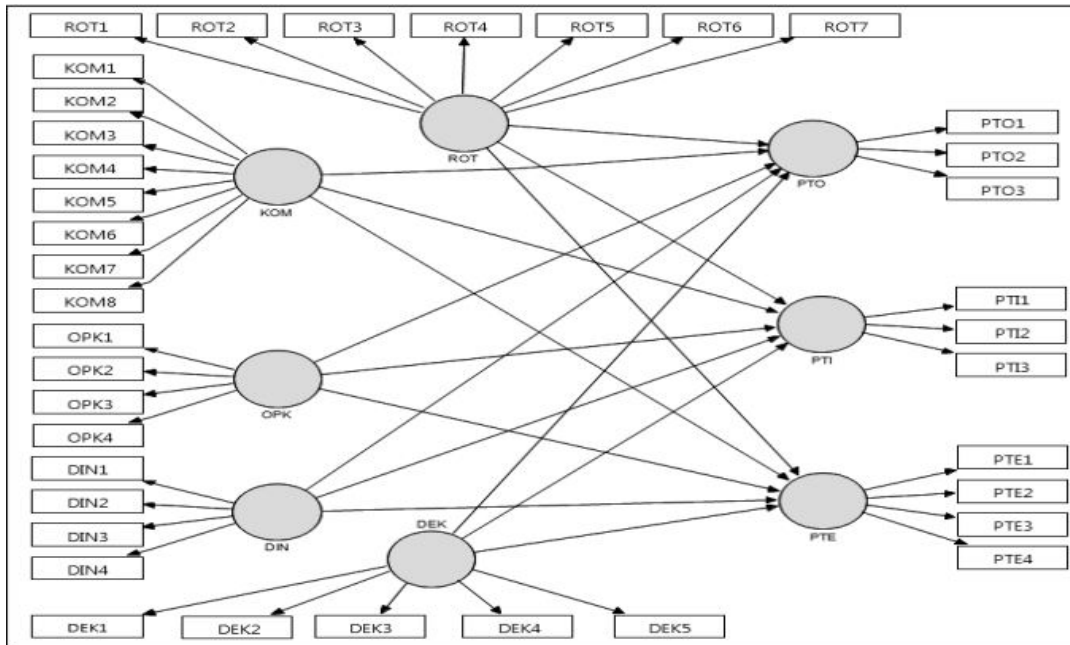 ROT1
ROT2
ROT3
ROT4
ROT5
ROT6
ROT7
KOM1
KOM2
KOM3
KOM4
KOM5
KOM6
KOM7
KOM8
ROT
KOM
PTO
PTO1
PTO2
PTO3
OPK1
OPK2
OPK3
OPK4
OPK
PTI
PTI1
PTI2
PTI3
DIN1
DIN2
DIN3
DIN4
DIN
DEK
PTE
PTE1
PTE2
PTE3
PTE4
DEK1
DEK2
DEK3
DEK4
DEK5